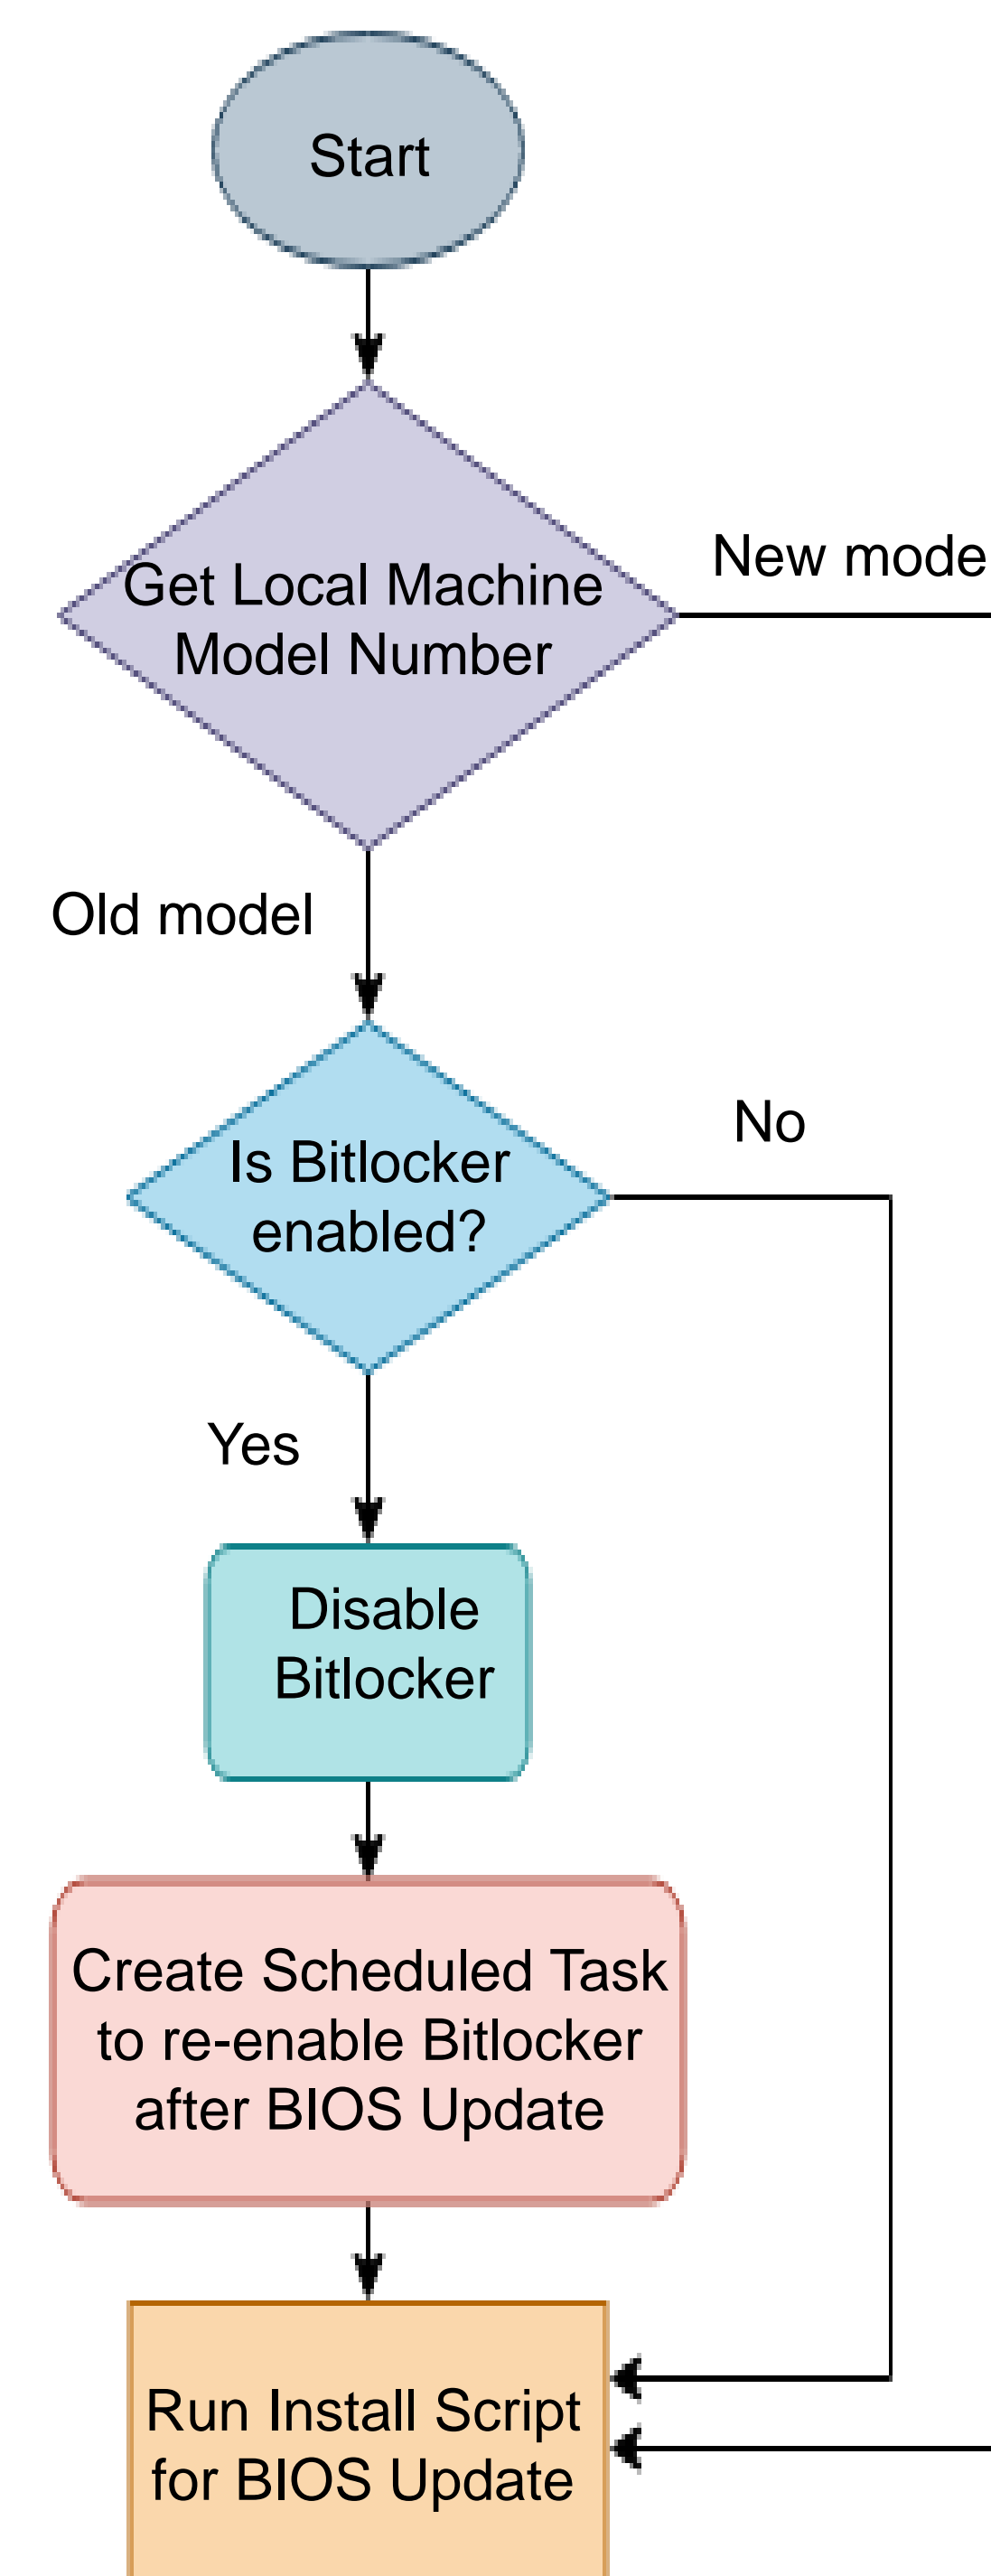 Start
Get Local Machine
Model Number
New mode
Old model
Is Bitlocker
enabled?
No
Yes
Disable
Bitlocker
Create Scheduled Task
to re-enable Bitlocker
after BIOS Update
Run Install Script
for BIOS Update